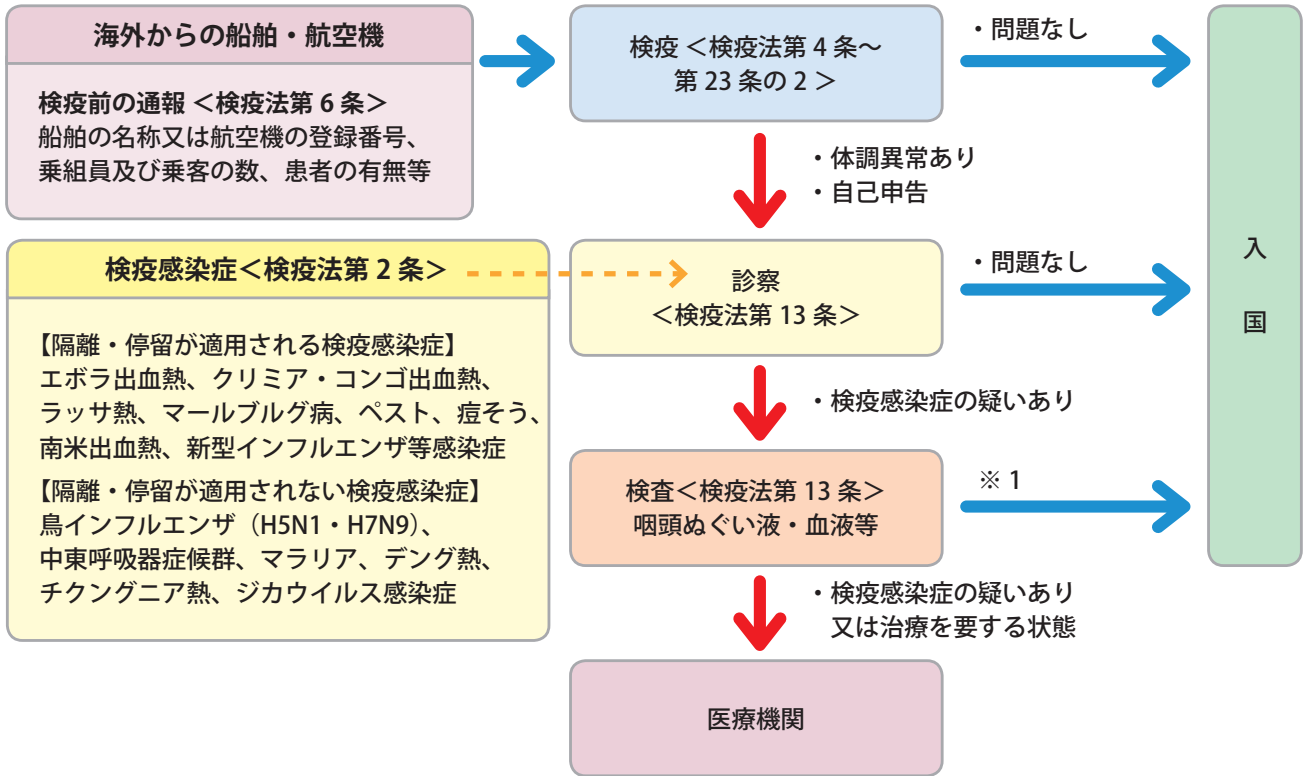 海外からの船舶・航空機
検疫前の通報 <検疫法第 6 条>
船舶の名称又は航空機の登録番号、
乗組員及び乗客の数、患者の有無等
検疫 <検疫法第 4 条〜
第 23 条の 2 >
・問題なし
・体調異常あり
・自己申告
検疫感染症<検疫法第 2 条>
【隔離・停留が適用される検疫感染症】
エボラ出血熱、クリミア・コンゴ出血熱、
ラッサ熱、マールブルグ病、ペスト、痘そう、
南米出血熱、新型インフルエンザ等感染症
【隔離・停留が適用されない検疫感染症】
鳥インフルエンザ（H5N1・H7N9）、
中東呼吸器症候群、マラリア、デング熱、
チクングニア熱、ジカウイルス感染症
診察
<検疫法第 13 条>
・問題なし
・検疫感染症の疑いあり
検査<検疫法第 13 条>
咽頭ぬぐい液・血液等
※ 1
・検疫感染症の疑いあり
又は治療を要する状態
医療機関
入
国